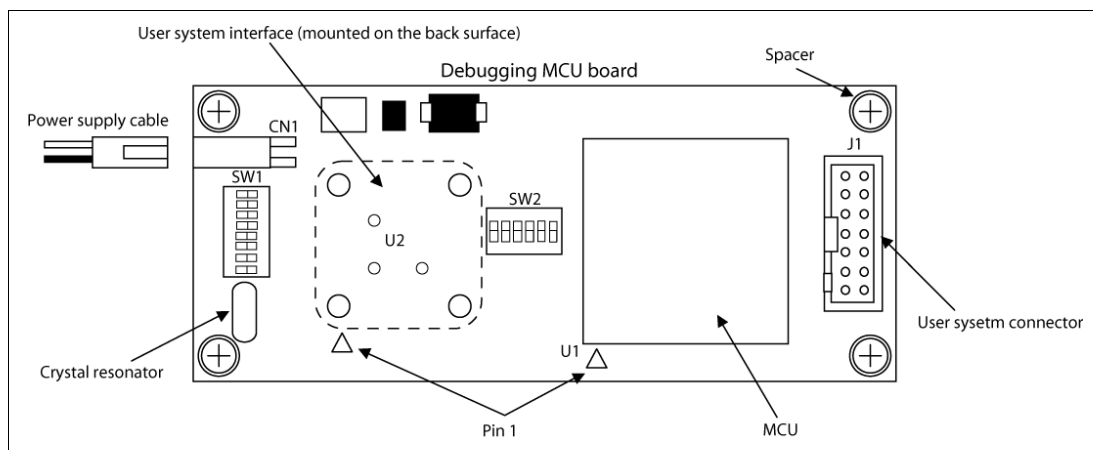 User system interface (mounted on the back surface)
Spacer
Debugging MCU board
Power supply cable
CN1
J1
SW1
SW2
U2
User sysetm connector
U1
Crystal resonator
Pin 1
MCU